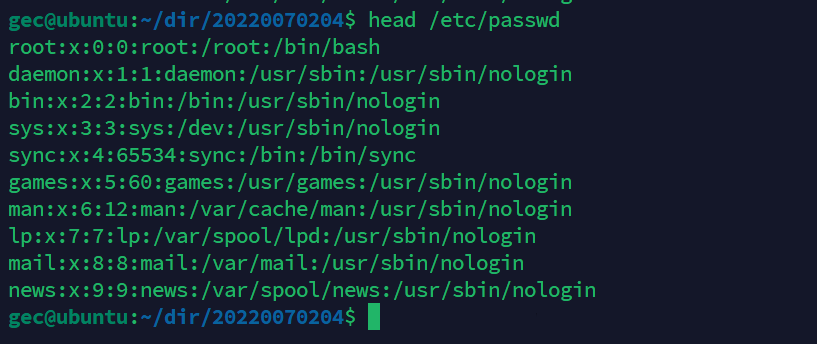 gec@ubuntu:~/dir/20220070204$ head /etc/passwd
root:x:0:0:root:/root:/bin/bash
daemon:x:1:1:daemon:/usr/sbin:/usr/sbin/nologin
bin:x:2:2:bin:/bin:/usr/sbin/nologin
sys:x:3:3:sys:/dev:/usr/sbin/nologin
sync:x:4:65534:sync:/bin:/bin/sync
games:x:5:60:games:/usr/games:/usr/sbin/nologin
man:x:6:12:man:/var/cache/man:/usr/sbin/nologin
lp:x:7:7:lp:/var/spool/lpd:/usr/sbin/nologin
mail:x:8:8:mail:/var/mail:/usr/sbin/nologin
news:x:9:9:news:/var/spool/news:/usr/sbin/nologin
gec@ubuntu:~/dir/20220070204$